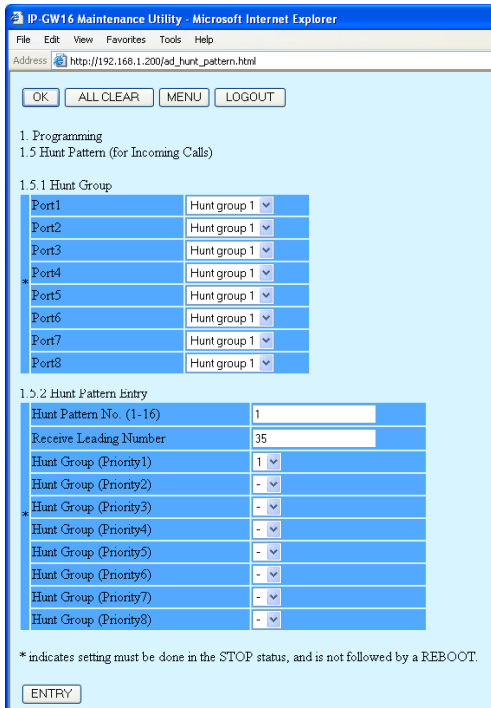 IP-GW16 Maintenance Utility - Microsoft Internet Explorer
File Edit View Favorites Tools Help
Address http://192.168.1.200/ad_hunt_pattern.html
OK ALL CLEAR MENU LOGOUT
1. Programming
1.5 Hunt Pattern (for Incoming Calls)
1.5.1 Hunt Group
Port1 Hunt group 1
Port2 Hunt group 1
Port3 Hunt group 1
Port4 Hunt group 1
*
Port5 Hunt group 1
Port6 Hunt group 1
Port7 Hunt group 1
Port8 Hunt group 1
1.5.2 Hunt Pattern Entry
Hunt Pattern No. (1-16) 1
Receive Leading Number 35
Hunt Group (Priority1) 1
Hunt Group (Priority2) -
Hunt Group (Priority3) -
*
Hunt Group (Priority4) -
Hunt Group (Priority5) -
Hunt Group (Priority6) -
Hunt Group (Priority7) -
Hunt Group (Priority8) -
* indicates setting must be done in the STOP status, and is not followed by a REBOOT.
ENTRY